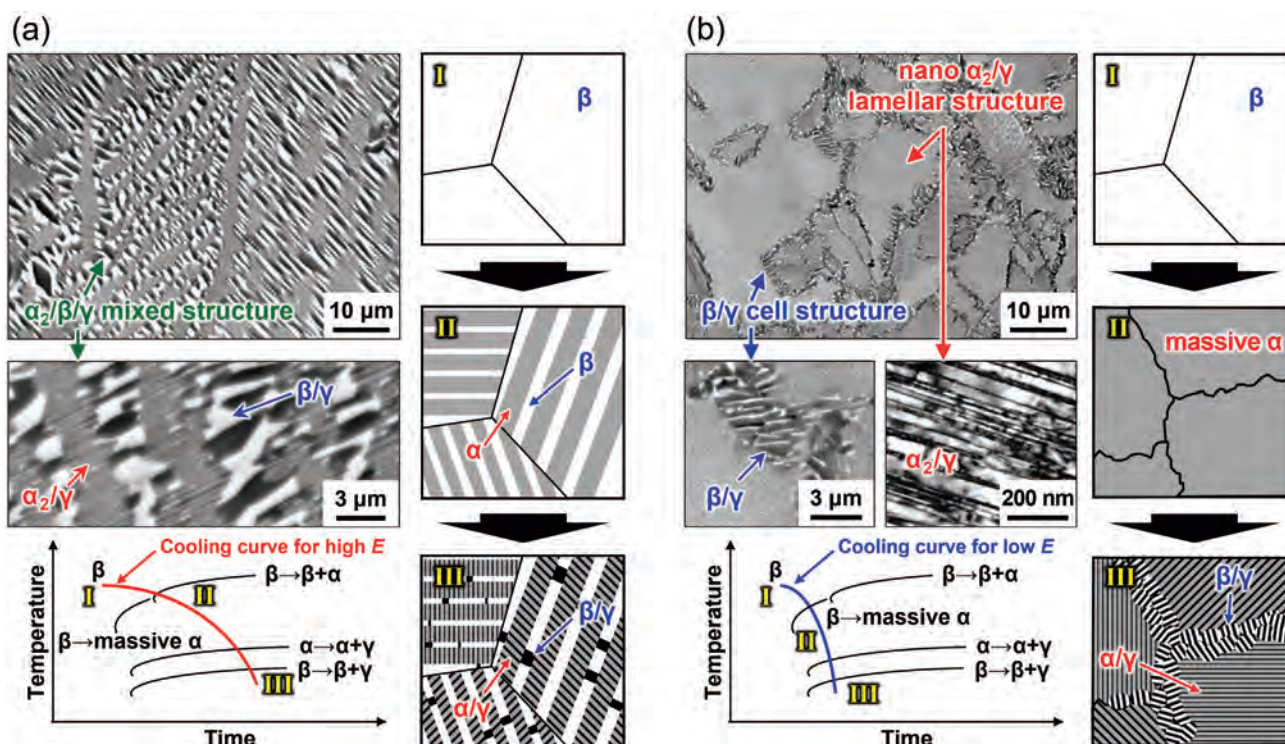 (a)
α₂/β/γ mixed structure
10 μm
β/γ
α₂/γ
3 μm
Temperature
Time
Cooling curve for high E
β
I
II
III
β→β+α
β→massive α
α→α+γ
β→β+γ
I
β
II
β
α
III
β/γ
α/γ
(b)
nano α₂/γ
lamellar structure
β/γ cell structure
10 μm
β/γ
3 μm
α₂/γ
200 nm
Temperature
Time
Cooling curve for low E
β
I
II
III
β→β+α
β→massive α
α→α+γ
β→β+γ
I
β
II
massive α
III
β/γ
α/γ